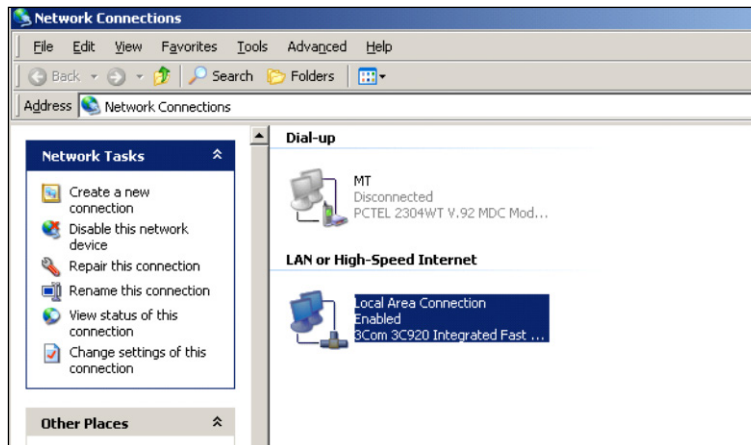 Network Connections
File Edit View Favorites Tools Advanced Help
Back Search Folders
Address Network Connections
Network Tasks
Create a new
connection
Disable this network
device
Repair this connection
Rename this connection
View status of this
connection
Change settings of this
connection
Other Places
Dial-up
MT
Disconnected
PCTEL 2304WT V.92 MDC Mod...
LAN or High-Speed Internet
Local Area Connection
Enabled
3Com 3C920 Integrated Fast ...